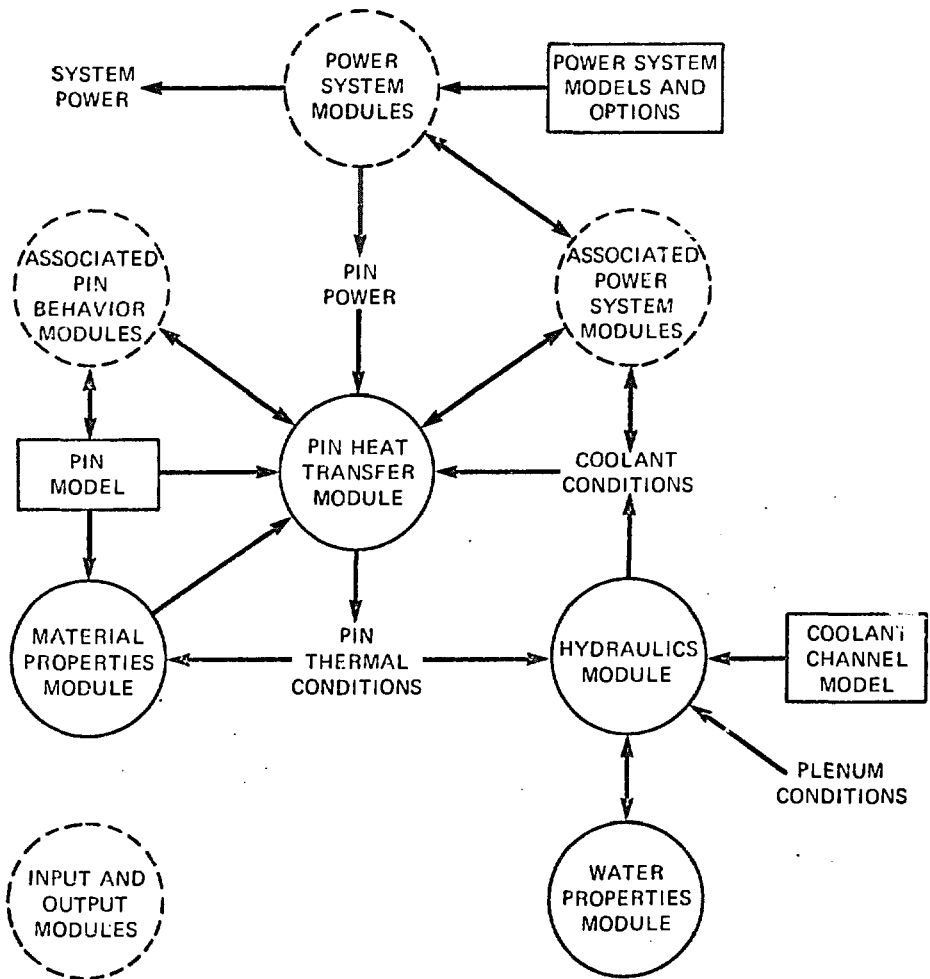 SYSTEM
POWER
POWER
SYSTEM
MODULES
POWER SYSTEM
MODELS AND
OPTIONS
ASSOCIATED
PIN
BEHAVIOR
MODULES
PIN
POWER
ASSOCIATED
POWER
SYSTEM
MODULES
PIN
MODEL
PIN HEAT
TRANSFER
MODULE
COOLANT
CONDITIONS
MATERIAL
PROPERTIES
MODULE
PIN
THERMAL
CONDITIONS
HYDRAULICS
MODULE
COOLANT
CHANNEL
MODEL
PLENUM
CONDITIONS
INPUT AND
OUTPUT
MODULES
WATER
PROPERTIES
MODULE